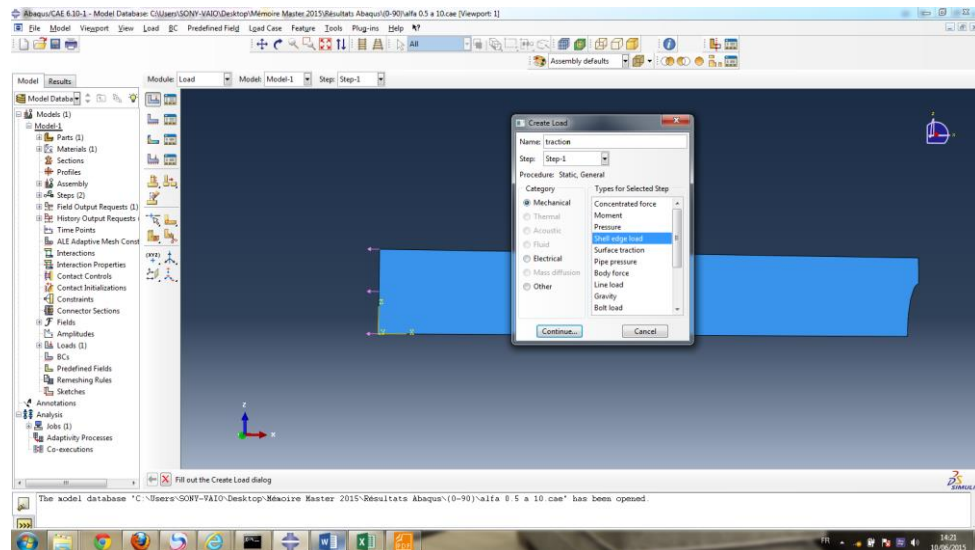 Abaqus/CAE 6.10-1 - Model Database: C:\Users\SONY-VAIO\Desktop\Mémoire Master 2015\Résultats Abaqus\(0-90)\alfa 0.5 a 10.cae [Viewport: 1]
File Model Viewport View Load BC Predefined Field Load Case Feature Tools Plug-ins Help
All
Assembly defaults
Model Results
Module: Load Model: Model-1 Step: Step-1
Model Databa
Models (1)
Model-1
Parts (1)
Materials (1)
Sections
Profiles
Assembly
Steps (2)
Field Output Requests (1)
History Output Requests
Time Points
ALE Adaptive Mesh Const
Interactions
Interaction Properties
Contact Controls
Contact Initializations
Constraints
Connector Sections
Fields
Amplitudes
Loads (1)
BCs
Predefined Fields
Remeshing Rules
Sketches
Annotations
Analysis
Jobs (1)
Adaptivity Processes
Co-executions
Create Load
Name: traction
Step: Step-1
Procedure: Static, General
Category
Mechanical
Thermal
Acoustic
Fluid
Electrical
Mass diffusion
Other
Types for Selected Step
Concentrated force
Moment
Pressure
Shell edge load
Surface traction
Pipe pressure
Body force
Line load
Gravity
Bolt load
Continue...
Cancel
Z
X
Fill out the Create Load dialog
SIMULI
The model database "C:\Users\SONY-VAIO\Desktop\Mémoire Master 2015\Résultats Abaqus\(0-90)\alfa 0.5 a 10.cae" has been opened.
FR
14:21
10/06/2015